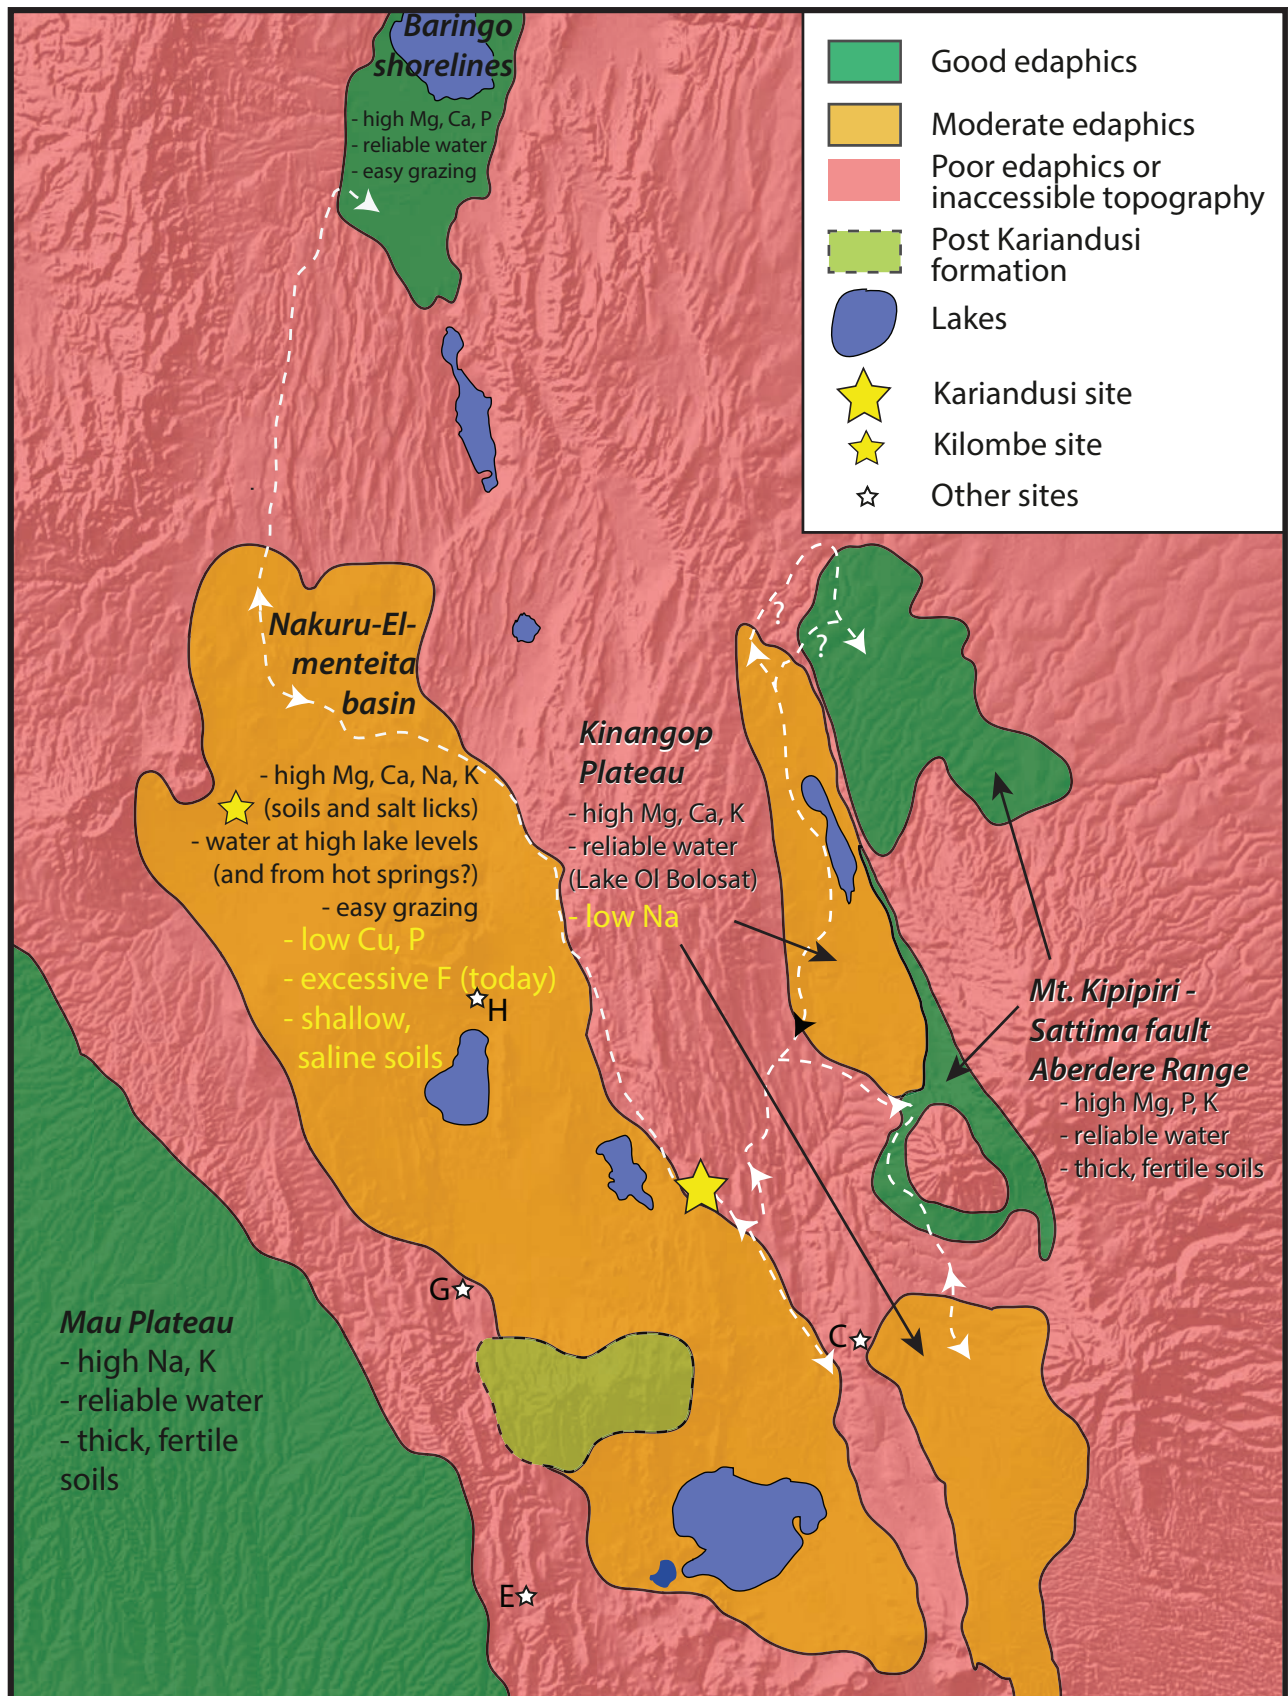 Baringo
shorelines
- high Mg, Ca, P
- reliable water
- easy grazing
Good edaphics
Moderate edaphics
Poor edaphics or
inaccessible topography
Post Kariandusi
formation
Lakes
Kariandusi site
Kilombe site
Other sites
Nakuru-El-
menteita
basin
- high Mg, Ca, Na, K
(soils and salt licks)
- water at high lake levels
(and from hot springs?)
- easy grazing
- low Cu, P
- excessive F (today)
- shallow,
saline soils
H
Kinangop
Plateau
- high Mg, Ca, K
- reliable water
(Lake Ol Bolosat)
- low Na
?
?
Mt. Kipipiri -
Sattima fault
Aberdere Range
- high Mg, P, K
- reliable water
- thick, fertile soils
G
C
E
Mau Plateau
- high Na, K
- reliable water
- thick, fertile
soils